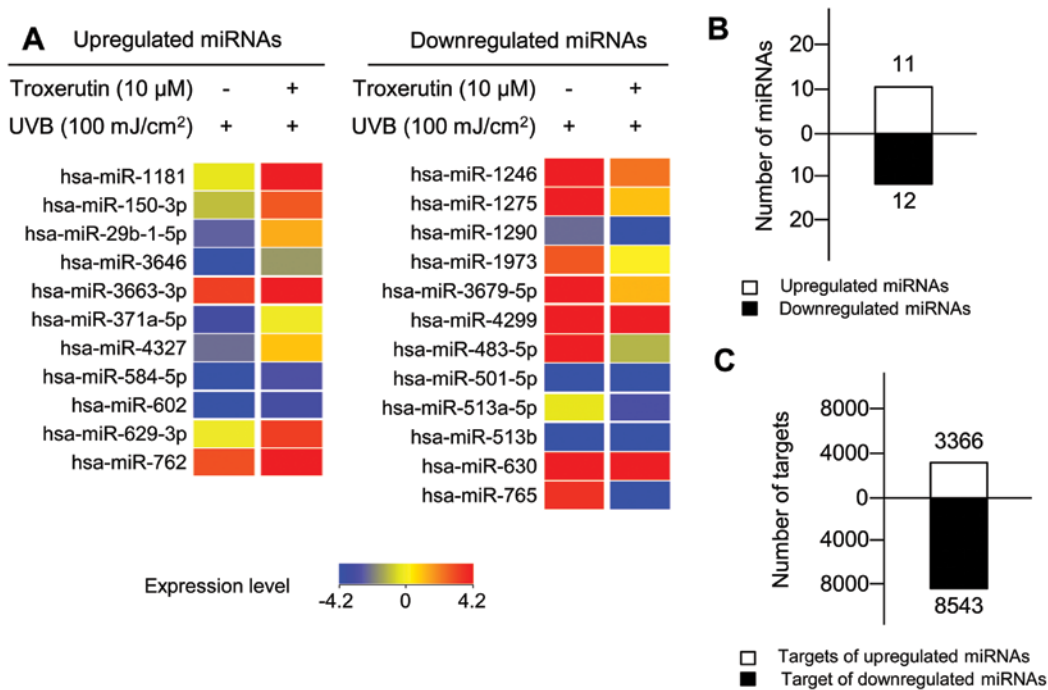 A
Upregulated miRNAs
Troxerutin (10 µM) - +
UVB (100 mJ/cm²) + +
hsa-miR-1181
hsa-miR-150-3p
hsa-miR-29b-1-5p
hsa-miR-3646
hsa-miR-3663-3p
hsa-miR-371a-5p
hsa-miR-4327
hsa-miR-584-5p
hsa-miR-602
hsa-miR-629-3p
hsa-miR-762
Downregulated miRNAs
Troxerutin (10 µM) - +
UVB (100 mJ/cm²) + +
hsa-miR-1246
hsa-miR-1275
hsa-miR-1290
hsa-miR-1973
hsa-miR-3679-5p
hsa-miR-4299
hsa-miR-483-5p
hsa-miR-501-5p
hsa-miR-513a-5p
hsa-miR-513b
hsa-miR-630
hsa-miR-765
Expression level
-4.2 0 4.2
B
Number of miRNAs
20
10
0
10
20
11
12
Upregulated miRNAs
Downregulated miRNAs
C
Number of targets
8000
4000
0
4000
8000
3366
8543
Targets of upregulated miRNAs
Target of downregulated miRNAs